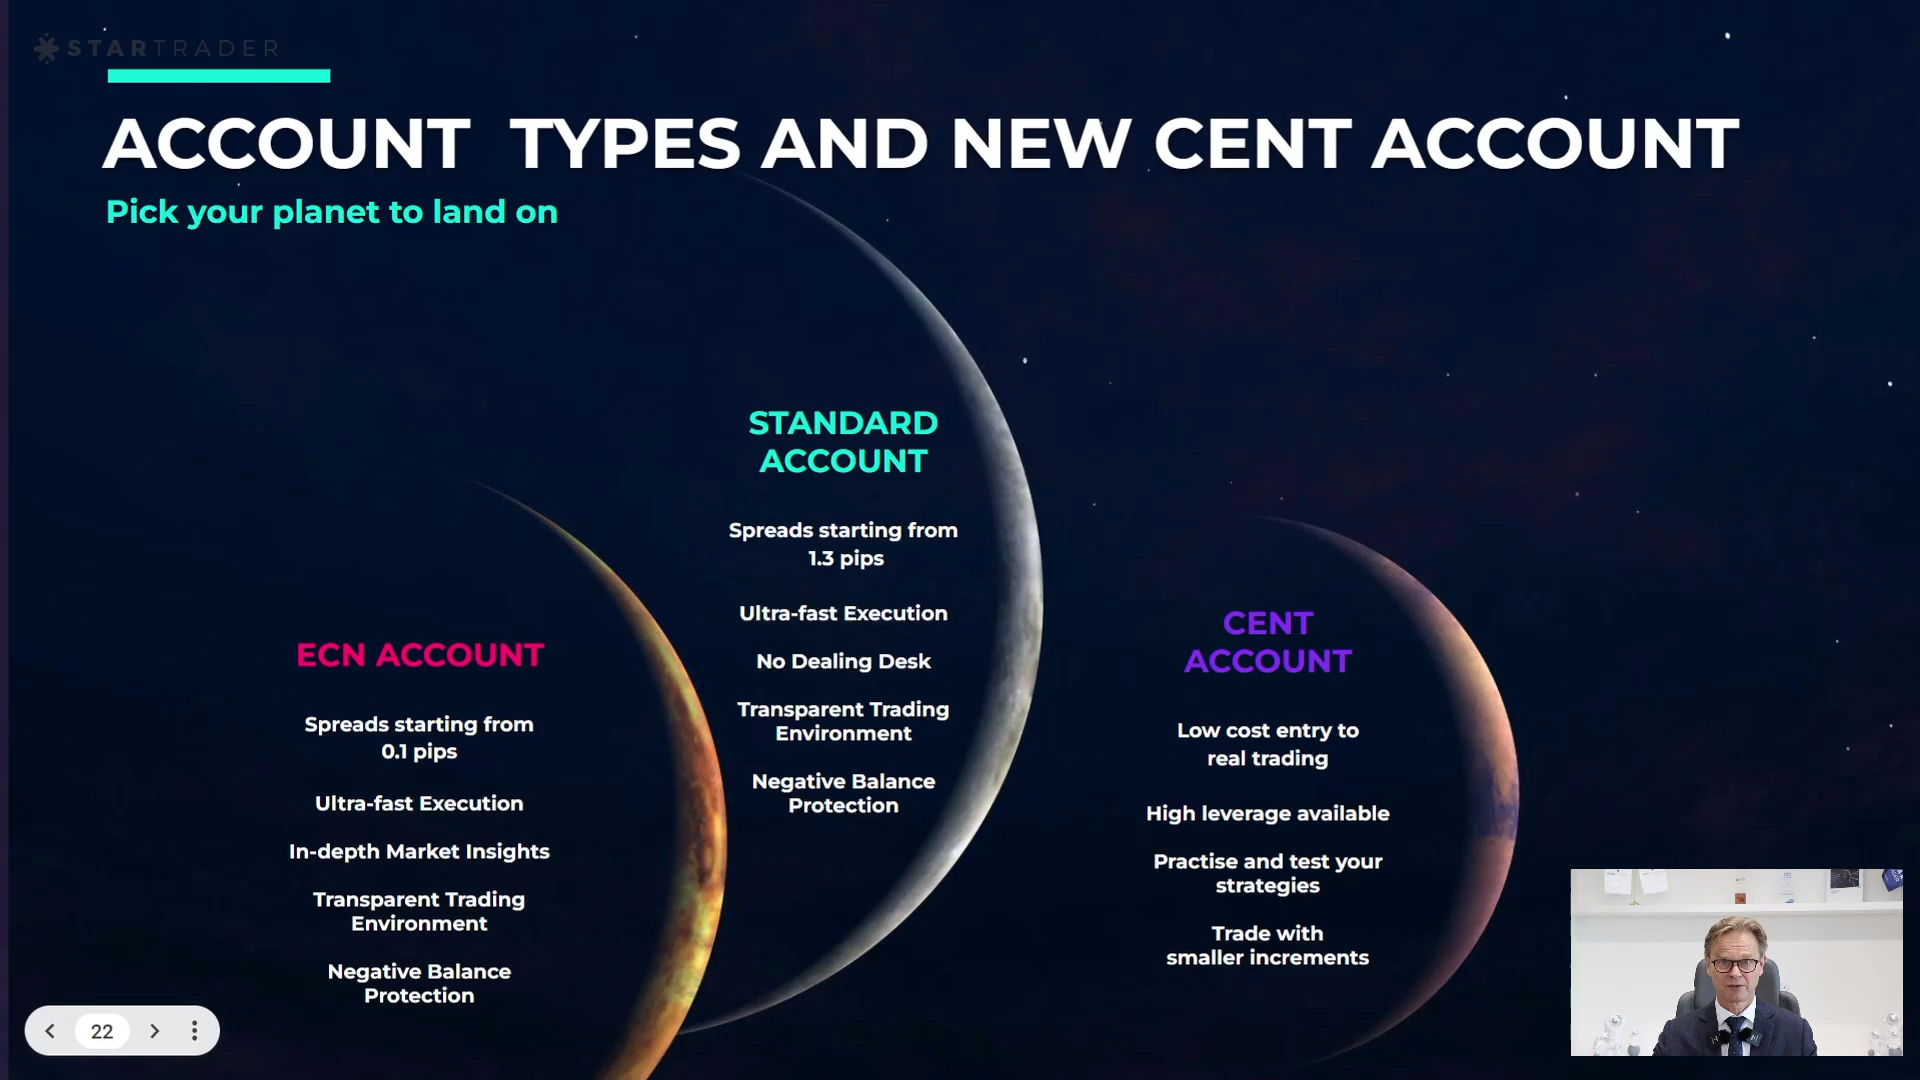 STARTRADER
ACCOUNT TYPES AND NEW CENT ACCOUNT
Pick your planet to land on
STANDARD
ACCOUNT
Spreads starting from
1.3 pips
Ultra-fast Execution
No Dealing Desk
Transparent Trading
Environment
Negative Balance
Protection
ECN ACCOUNT
Spreads starting from
0.1 pips
Ultra-fast Execution
In-depth Market Insights
Transparent Trading
Environment
Negative Balance
Protection
CENT
ACCOUNT
Low cost entry to
real trading
High leverage available
Practise and test your
strategies
Trade with
smaller increments
22